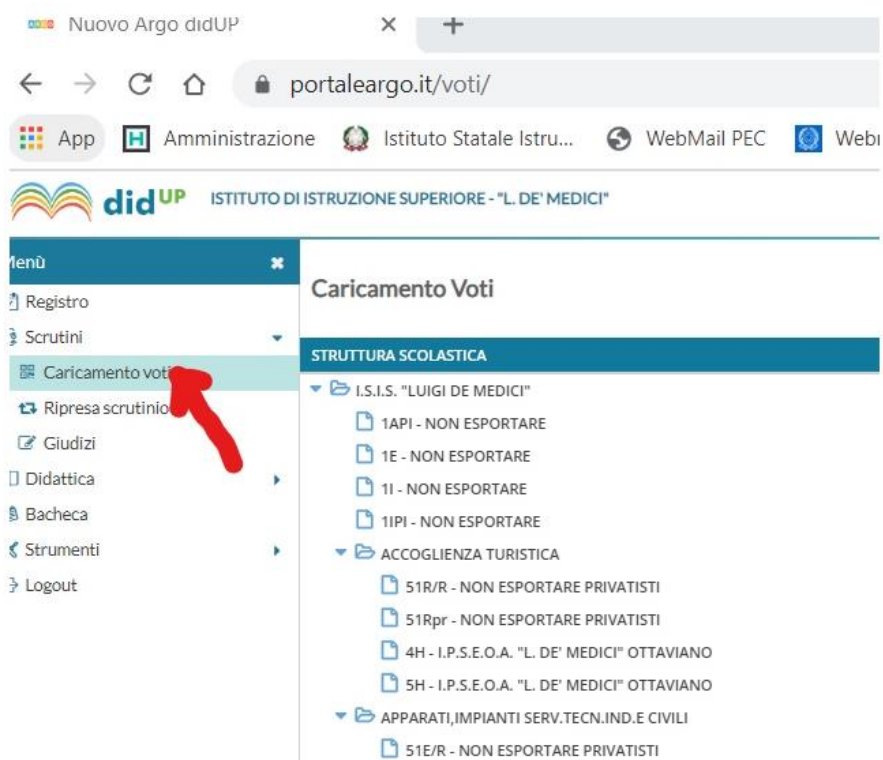 Nuovo Argo didUP
portaleargo.it/voti/
App Amministrazione Istituto Statale Istru... WebMail PEC
didUP ISTITUTO DI ISTRUZIONE SUPERIORE - "L. DE' MEDICI"
Registro
Scrutini
Caricamento voti
Ripresa scrutinio
Giudizi
Didattica
Bacheca
Strumenti
Logout
Caricamento Voti
STRUTTURA SCOLASTICA
I.S.I.S. "LUIGI DE MEDICI"
1API - NON ESPORTARE
1E - NON ESPORTARE
1I - NON ESPORTARE
1IPI - NON ESPORTARE
ACCOGLIENZA TURISTICA
51R/R - NON ESPORTARE PRIVATISTI
51Rpr - NON ESPORTARE PRIVATISTI
4H - I.P.S.E.O.A. "L. DE' MEDICI" OTTAVIANO
5H - I.P.S.E.O.A. "L. DE' MEDICI" OTTAVIANO
APPARATI,IMPIANTI SERV.TECN.IND.E CIVILI
51E/R - NON ESPORTARE PRIVATISTI